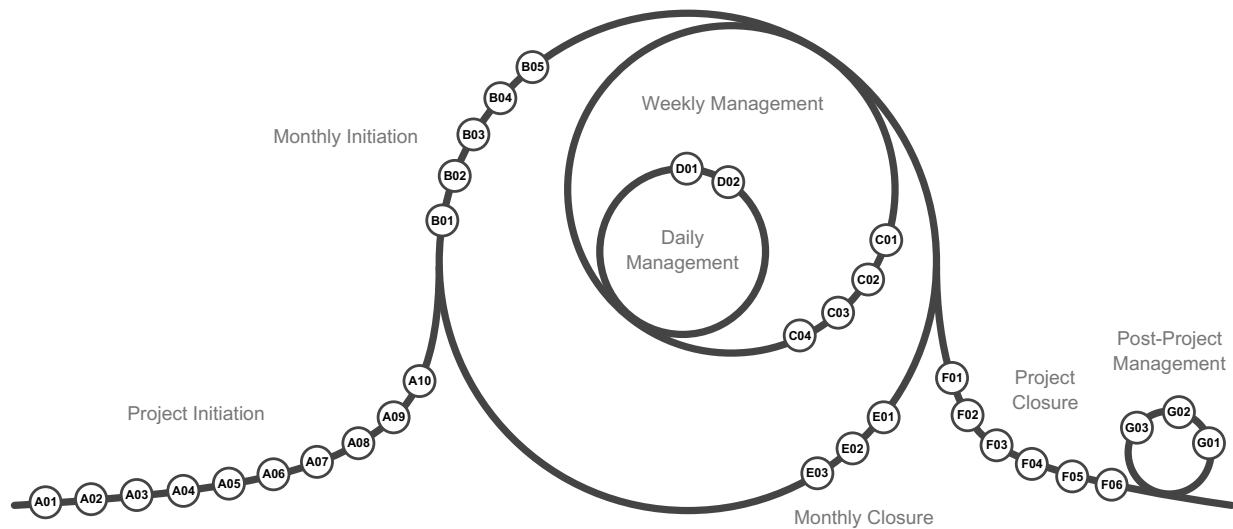 Project Initiation
A01
A02
A03
A04
A05
A06
A07
A08
A09
A10
Monthly Initiation
B01
B02
B03
B04
B05
Weekly Management
C01
C02
C03
C04
Daily
Management
D01
D02
Monthly Closure
E01
E02
E03
Project
Closure
F01
F02
F03
F04
F05
F06
Post-Project
Management
G01
G02
G03